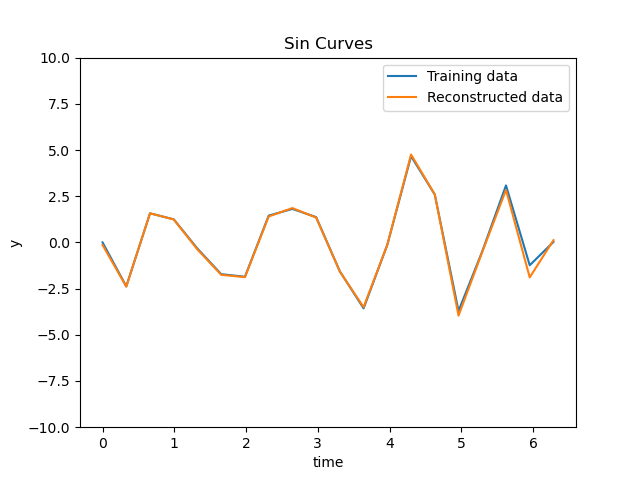 Sin Curves
Training data
Reconstructed data
y
10.0
7.5
5.0
2.5
0.0
−2.5
−5.0
−7.5
−10.0
0 1 2 3 4 5 6
time